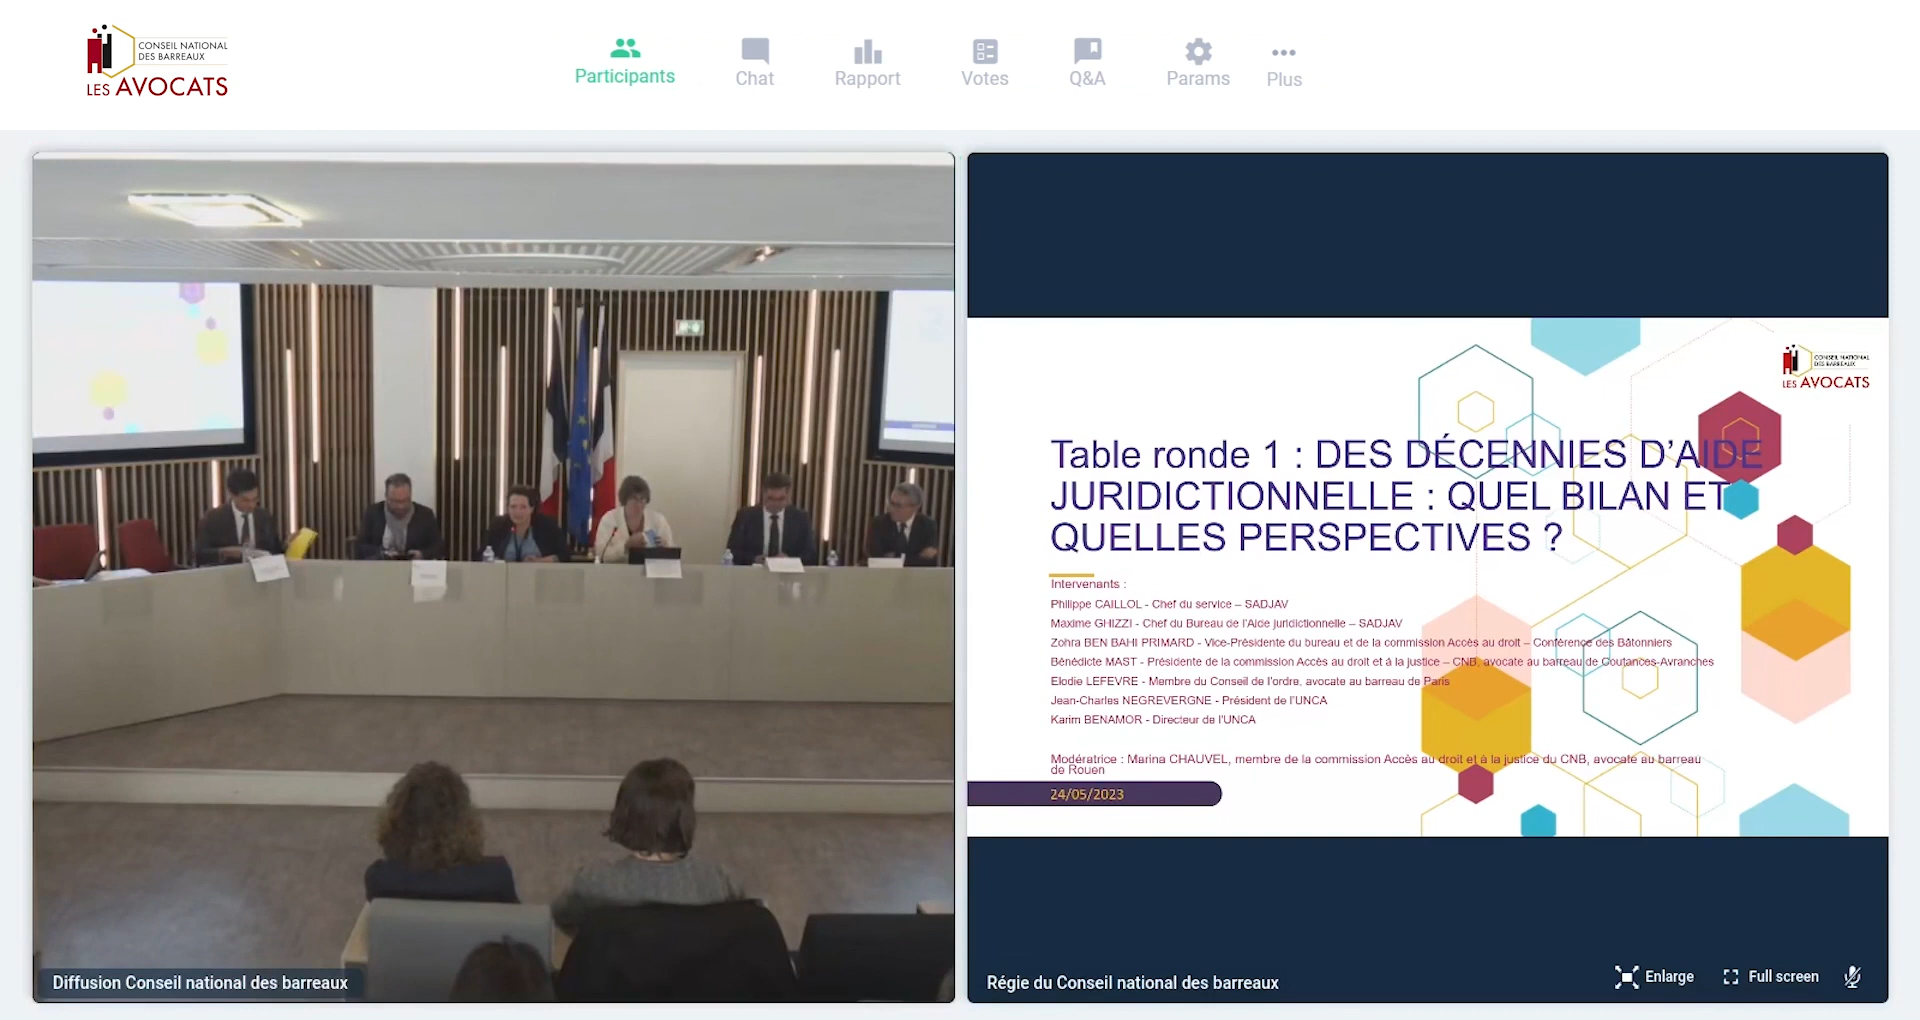 CONSEIL NATIONAL
DES BARREAUX
LES AVOCATS
Participants
Chat
Rapport
Votes
Q&A
Params
Plus
CONSEIL NATIONAL
DES BARREAUX
LES AVOCATS
Table ronde 1 : DES DÉCENNIES D’AIDE
JURIDICTIONNELLE : QUEL BILAN ET
QUELLES PERSPECTIVES ?
Intervenants :
Philippe CAILLOL - Chef du service – SADJAV
Maxime GHIZZI - Chef du Bureau de l’Aide juridictionnelle – SADJAV
Zohra BEN BAHI PRIMARD - Vice-Présidente du bureau et de la commission Accès au droit – Conférence des Bâtonniers
Bénédicte MAST - Présidente de la commission Accès au droit et à la justice – CNB, avocate au barreau de Coutances-Avranches
Elodie LEFEVRE - Membre du Conseil de l’ordre, avocate au barreau de Paris
Jean-Charles NEGREVERGNE - Président de l’UNCA
Karim BENAMOR - Directeur de l’UNCA
Modératrice : Marina CHAUVEL, membre de la commission Accès au droit et à la justice du CNB, avocate au barreau
de Rouen
24/05/2023
Diffusion Conseil national des barreaux
Régie du Conseil national des barreaux
Enlarge
Full screen